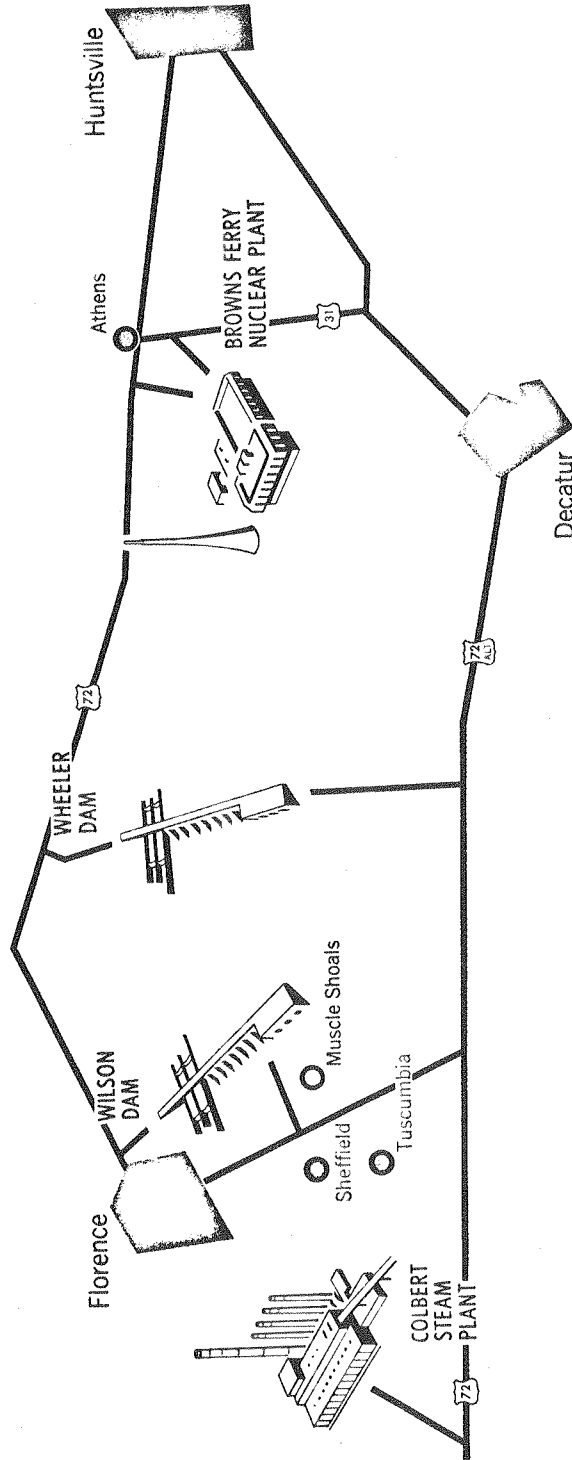 Huntsville
Athens
BROWNS FERRY
NUCLEAR PLANT
31
Decatur
72
ALT
72
WHEELER
DAM
WILSON
DAM
Muscle Shoals
Tuscumbia
Sheffield
Florence
COLBERT
STEAM
PLANT
72